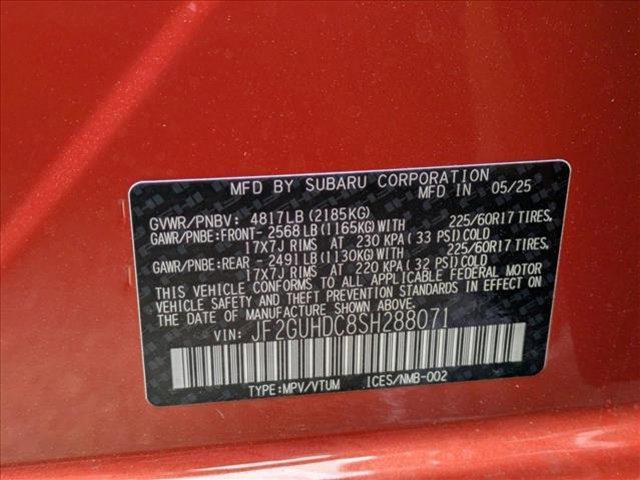 MFD BY SUBARU CORPORATION
MFD IN 05/25
GVWR/PNBV: 4817LB (2185KG)
GAWR/PNBE:FRONT- 2568 LB (1165KG) WITH 225/60R17 TIRES,
17X7J RIMS AT 230 KPA ( 33 PSI) COLD
GAWR/PNBE:REAR - 2491 LB (1130KG) WITH 225/60R17 TIRES,
17X7J RIMS AT 220 KPA ( 32 PSI) COLD
THIS VEHICLE CONFORMS TO ALL APPLICABLE FEDERAL MOTOR
VEHICLE SAFETY AND THEFT PREVENTION STANDARDS IN EFFECT ON
THE DATE OF MANUFACTURE SHOWN ABOVE.
VIN: JF2GUHDC8SH288071
TYPE:MPV/VTUM ICES/NMB-002